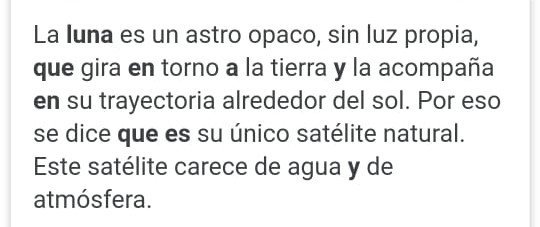 La luna es un astro opaco, sin luz propia,
que gira en torno a la tierra y la acompaña
en su trayectoria alrededor del sol. Por eso
se dice que es su único satélite natural.
Este satélite carece de agua y de
atmósfera.